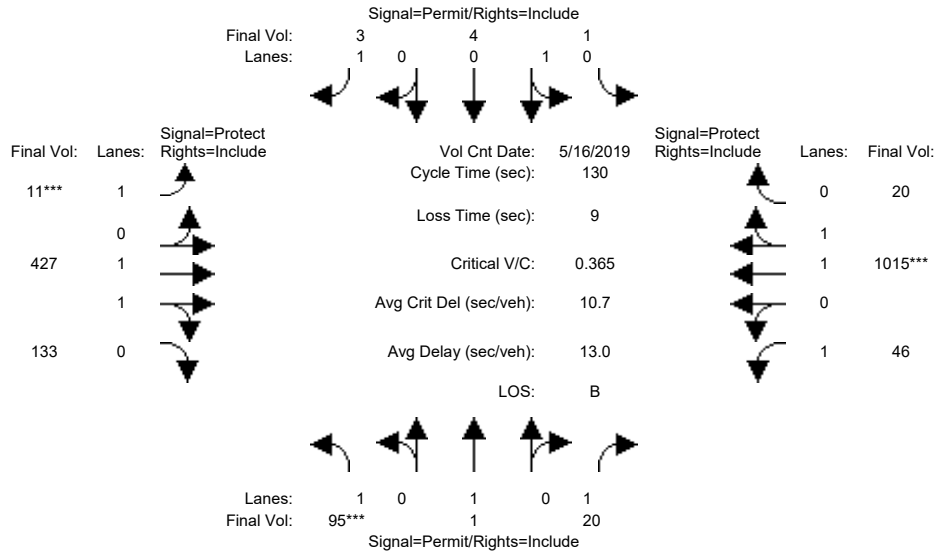 Signal=Permit/Rights=Include
Final Vol: 3 4 1
Lanes: 1 0 0 1 0
Signal=Protect Signal=Protect
Final Vol: Lanes: Rights=Include Vol Cnt Date: 5/16/2019 Rights=Include Lanes: Final Vol:
Cycle Time (sec): 130
11*** 1 0 20
Loss Time (sec): 9
0 1
427 1 Critical V/C: 0.365 1 1015***
1 Avg Crit Del (sec/veh): 10.7 0
133 0 Avg Delay (sec/veh): 13.0 1 46
LOS: B
Lanes: 1 0 1 0 1
Final Vol: 95*** 1 20
Signal=Permit/Rights=Include